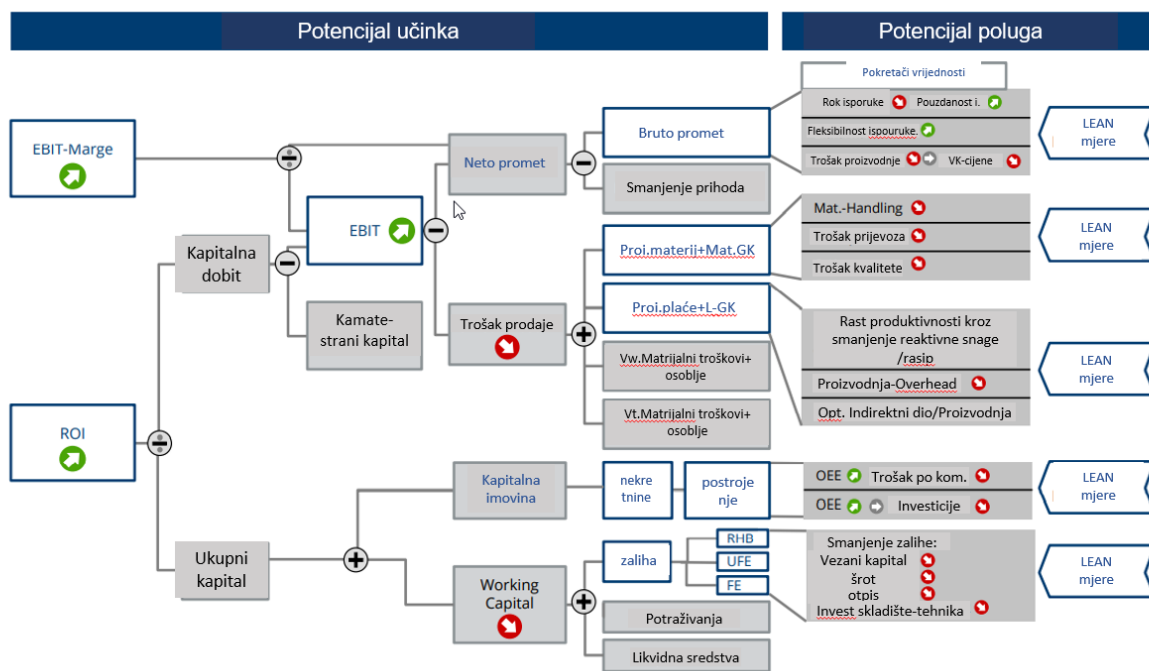 Potencijal učinka
Potencijal poluga
Pokretači vrijednosti
Rok isporuke Pouzdanost i.
Fleksibilnost ispouruke.
Trošak proizvodnje VK-cijene
LEAN
mjere
EBIT-Marge
Neto promet
Bruto promet
Smanjenje prihoda
EBIT
Kapitalna
dobit
Kamate-
strani kapital
Trošak prodaje
Proi.materij+Mat.GK
Proi.plaće+L-GK
Vw.Matrijalni troškovi+
osoblje
Vt.Matrijalni troškovi+
osoblje
Mat.-Handling
Trošak prijevoza
Trošak kvalitete
LEAN
mjere
Rast produktivnosti kroz
smanjenje reaktivne snage
/rasip
Proizvodnja-Overhead
Opt. Indirektni dio/Proizvodnja
LEAN
mjere
ROI
Kapitalna
imovina
nekre
tnine
postroje
nje
OEE Trošak po kom.
OEE Investicije
LEAN
mjere
Ukupni
kapital
Working
Capital
zaliha
RHB
UFE
FE
Potraživanja
Likvidna sredstva
Smanjenje zalihe:
Vezani kapital
šrot
otpis
Invest skladište-tehnika
LEAN
mjere